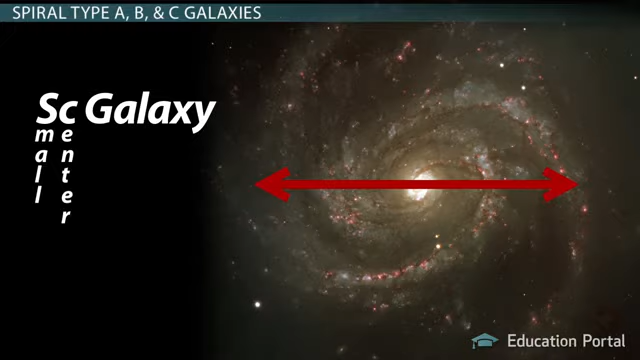 SPIRAL TYPE A, B, & C GALAXIES
Sc Galaxy
mall
enter
Education Portal